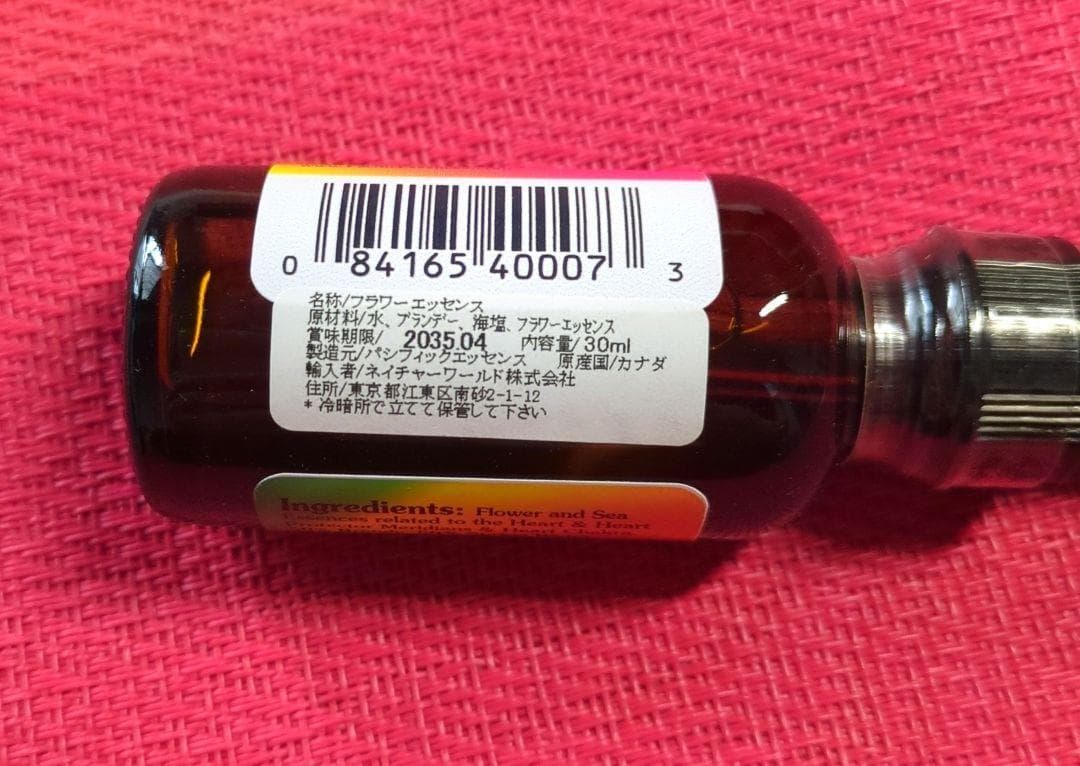 0 84165 40007 3
名称/フラワーエッセンス
原材料/水、ブランデー、海塩、フラワーエッセンス
賞味期限/ 2035.04 内容量/30ml
製造元/パシフィックエッセンス 原産国/カナダ
輸入者/ネイチャーワールド株式会社
住所/東京都江東区南砂2-1-12
*冷暗所で立てて保管して下さい
Ingredients: Flower and Sea
Essences related to the Heart & Heart
Protector Meridians & Heart Chakra